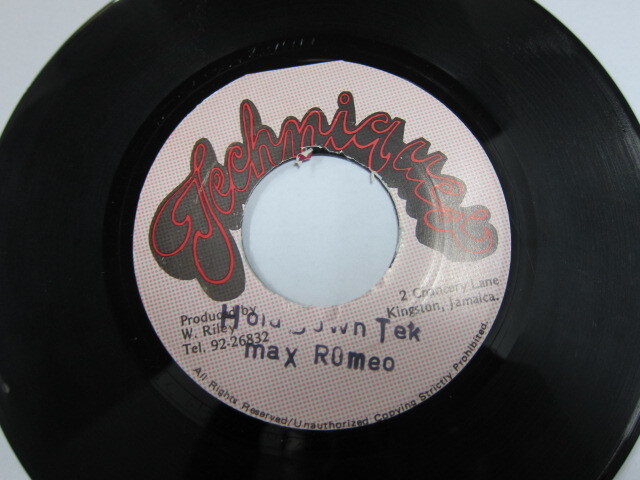 Techniques
2 Chancery Lane
Kingston, Jamaica.
Produced by
W. Riley
Tel. 92-26832
Hold Down Tek
max ROmeo
All Rights Reserved/Unauthorized Copying Strictly Prohibited.